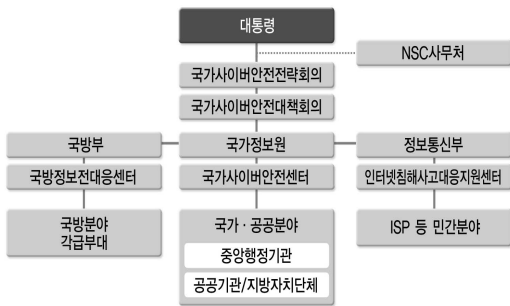 대통령
NSC사무처
국가사이버안전전략회의
국가사이버안전대책회의
국방부
국가정보원
정보통신부
국방정보전대응센터
국가사이버안전센터
인터넷침해사고대응지원센터
국방분야
각급부대
국가·공공분야
중앙행정기관
공공기관/지방자치단체
ISP 등 민간분야